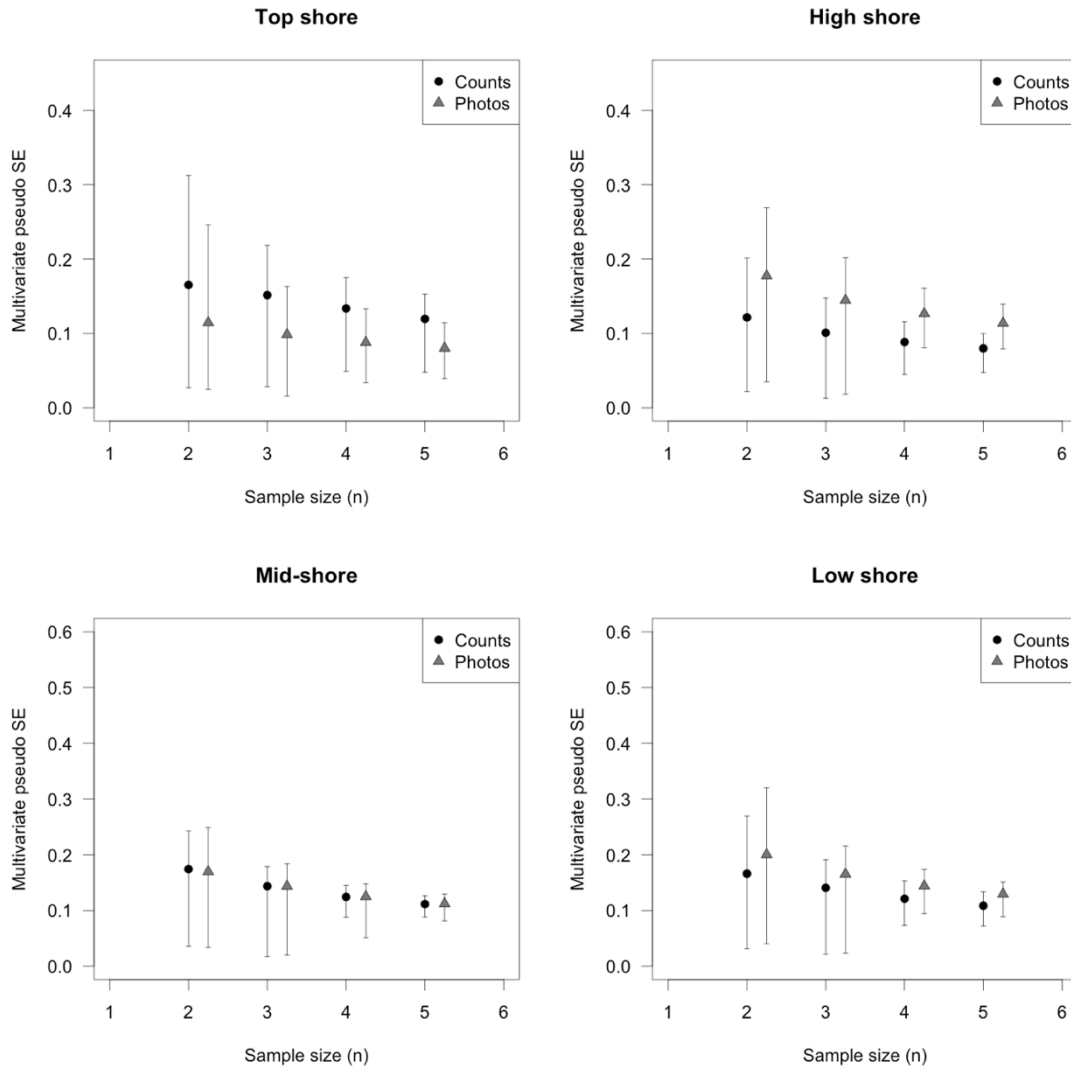 Top shore
Multivariate pseudo SE
0.4
0.3
0.2
0.1
0.0
Counts
Photos
1 2 3 4 5 6
Sample size (n)
High shore
Multivariate pseudo SE
0.4
0.3
0.2
0.1
0.0
Counts
Photos
1 2 3 4 5 6
Sample size (n)
Mid-shore
Multivariate pseudo SE
0.6
0.5
0.4
0.3
0.2
0.1
0.0
Counts
Photos
1 2 3 4 5 6
Sample size (n)
Low shore
Multivariate pseudo SE
0.6
0.5
0.4
0.3
0.2
0.1
0.0
Counts
Photos
1 2 3 4 5 6
Sample size (n)